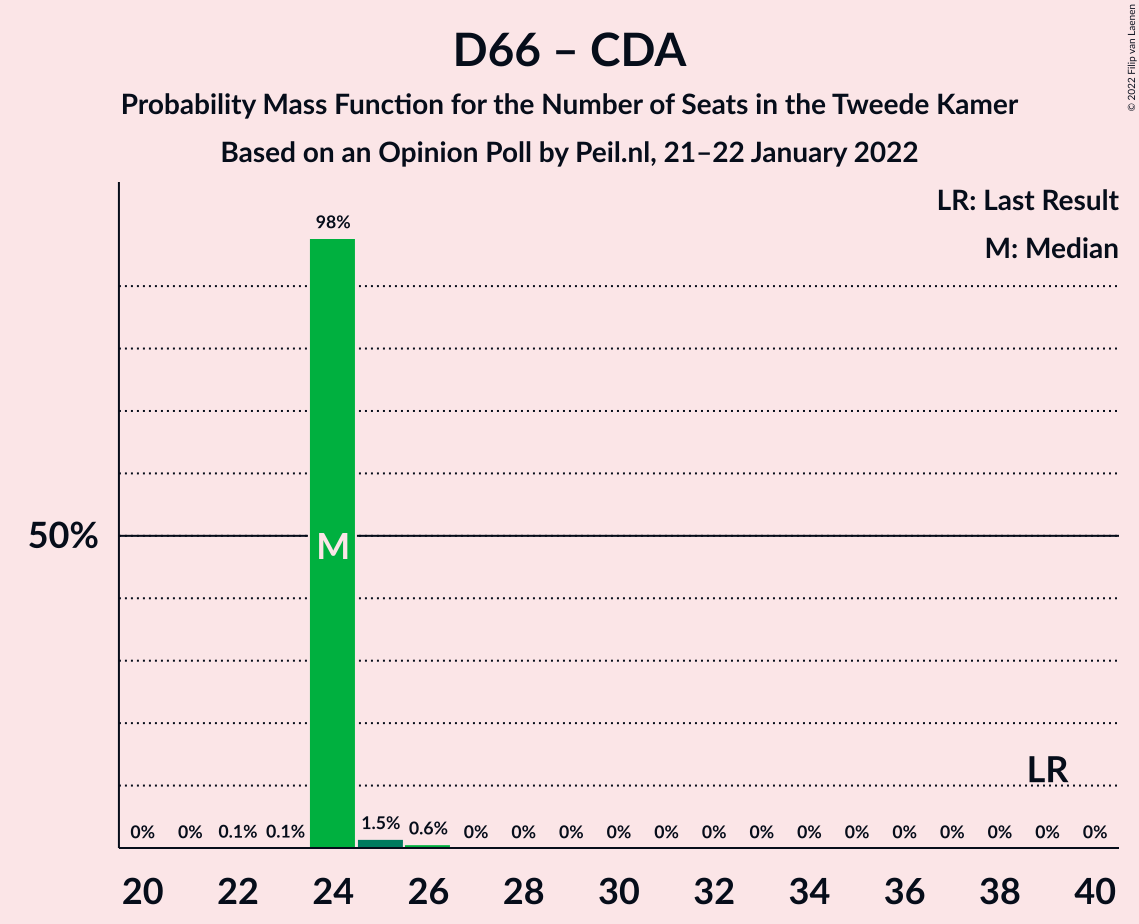 D66 – CDA
Probability Mass Function for the Number of Seats in the Tweede Kamer
Based on an Opinion Poll by Peil.nl, 21–22 January 2022
© 2022 Filip van Laenen
LR: Last Result
M: Median
98%
50%
M
LR
0% 0% 0.1% 0.1% 1.5% 0.6% 0% 0% 0% 0% 0% 0% 0% 0% 0% 0% 0% 0% 0% 0%
20 22 24 26 28 30 32 34 36 38 40